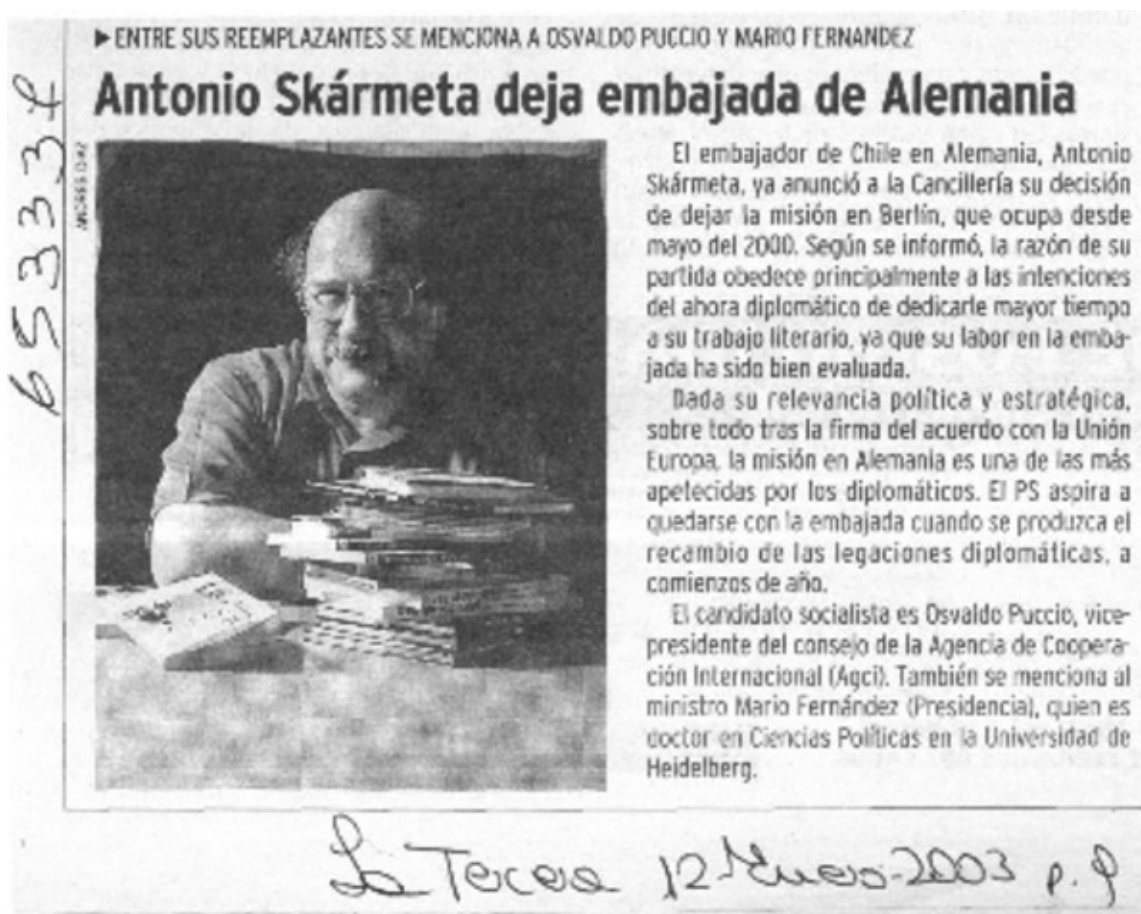 ▶ ENTRE SUS REEMPLAZANTES SE MENCIONA A OSVALDO PUCCIO Y MARIO FERNANDEZ
Antonio Skármeta deja embajada de Alemania
El embajador de Chile en Alemania, Antonio
Skármeta, ya anunció a la Cancillería su decisión
de dejar la misión en Berlín, que ocupa desde
mayo del 2000. Según se informó, la razón de su
partida obedece principalmente a las intenciones
del ahora diplomático de dedicarle mayor tiempo
a su trabajo literario, ya que su labor en la emba-
jada ha sido bien evaluada.
Dada su relevancia política y estratégica,
sobre todo tras la firma del acuerdo con la Unión
Europa, la misión en Alemania es una de las más
apetecidas por los diplomáticos. El PS aspira a
quedarse con la embajada cuando se produzca el
recambio de las legaciones diplomáticas, a
comienzos de año.
El candidato socialista es Osvaldo Puccio, vice-
presidente del consejo de la Agencia de Coopera-
ción Internacional (Agci). También se menciona al
ministro Mario Fernández (Presidencia), quien es
doctor en Ciencias Políticas en la Universidad de
Heidelberg.
La Tercera 12-Enero-2003 p.